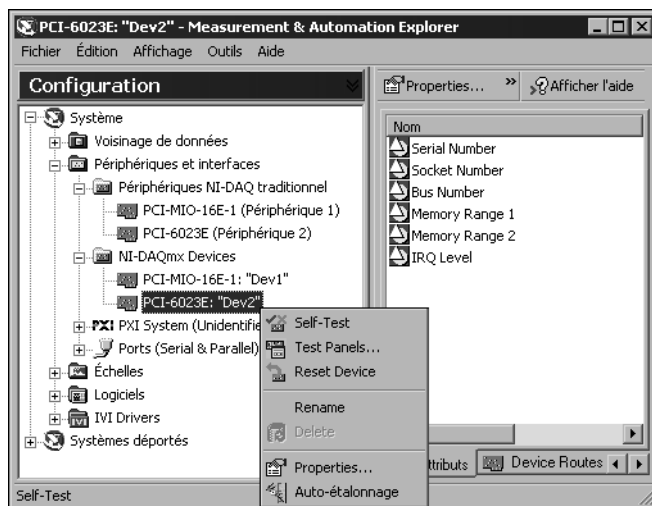 PCI-6023E: "Dev2" - Measurement & Automation Explorer
Fichier Édition Affichage Outils Aide
Configuration
Properties... » Afficher l'aide
Système
Voisinage de données
Périphériques et interfaces
Périphériques NI-DAQ traditionnel
PCI-MIO-16E-1 (Périphérique 1)
PCI-6023E (Périphérique 2)
NI-DAQmx Devices
PCI-MIO-16E-1: "Dev1"
PCI-6023E: "Dev2"
PXI PXI System (Unidentifie
Ports (Serial & Parallel)
Échelles
Logiciels
IVI IVI Drivers
Systèmes déportés
Nom
Serial Number
Socket Number
Bus Number
Memory Range 1
Memory Range 2
IRQ Level
Self-Test
Test Panels...
Reset Device
Rename
Delete
Properties...
Auto-étalonnage
ttributs Device Routes
Self-Test